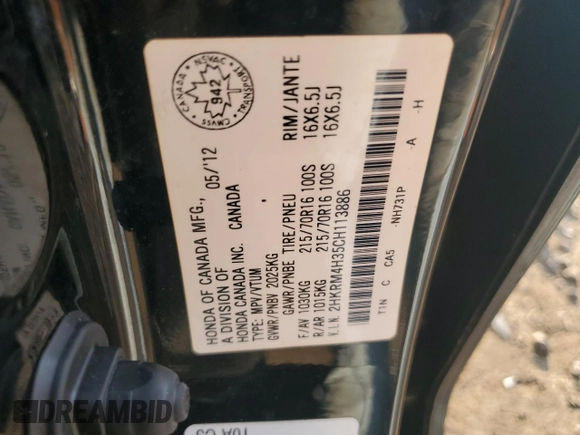 HONDA OF CANADA MFG., 05/'12
A DIVISION OF
HONDA CANADA INC. CANADA
TYPE: MPV/VTUM
GVWR/PNBV 2025KG
GAWR/PNBE TIRE/PNEU RIM/JANTE
F/AV 1030KG 215/70R16 100S 16X6.5J
R/AR 1015KG 215/70R16 100S 16X6.5J
V.I.N. 2HKRM4H35CH113886
NH731P A H
T1N C CA5
CANADA NSVAC TRANSPORT CMVSS
942
DREAMBID